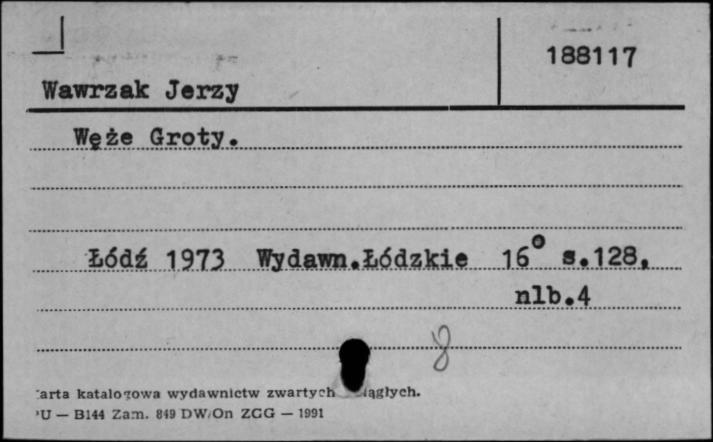 188117
Wawrzak Jerzy
Węże Groty.
Łódź 1973 Wydawn.Łódzkie 16° s.128,
nlb.4
8
arta katalogowa wydawnictw zwartych iągłych.
U — B144 Zam. 849 DW/On ZGG — 1991